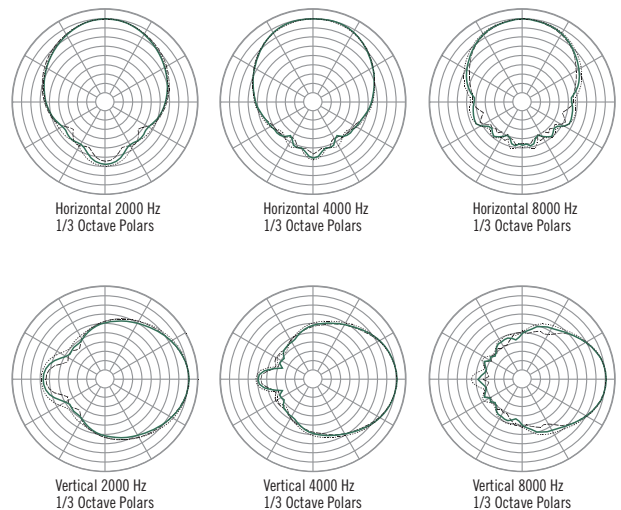 Horizontal 2000 Hz
1/3 Octave Polars
Horizontal 4000 Hz
1/3 Octave Polars
Horizontal 8000 Hz
1/3 Octave Polars
Vertical 2000 Hz
1/3 Octave Polars
Vertical 4000 Hz
1/3 Octave Polars
Vertical 8000 Hz
1/3 Octave Polars